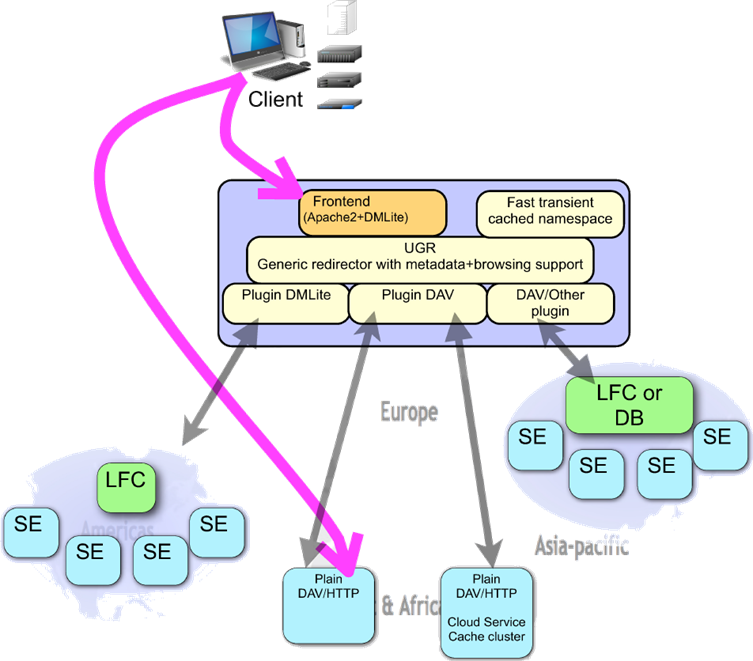 Client
Frontend
(Apache2+DMLite)
Fast transient
cached namespace
UGR
Generic redirector with metadata+browsing support
Plugin DMLite
Plugin DAV
DAV/Other
plugin
Europe
LFC or
DB
SE
SE
SE
SE
LFC
SE
Americas
SE
SE
SE
Asia-pacific
Plain
DAV/HTTP
& Africa
Plain
DAV/HTTP
Cloud Service
Cache cluster